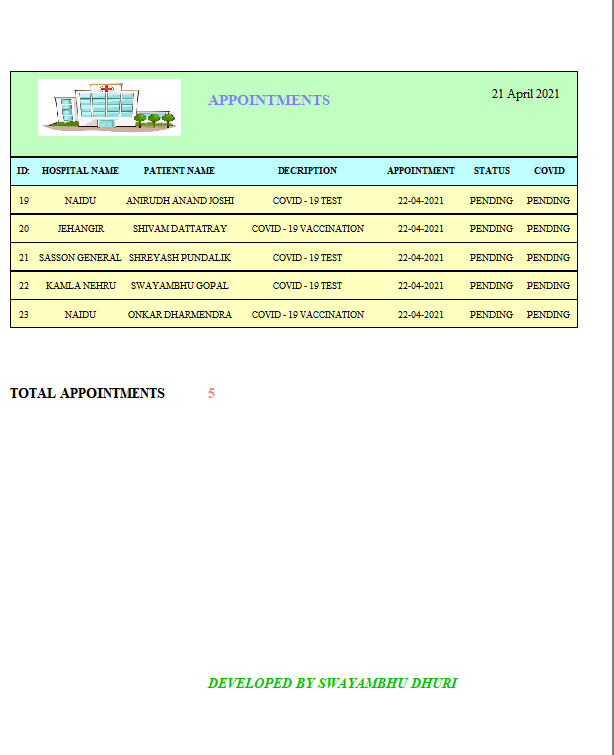 APPOINTMENTS
21 April 2021
ID: HOSPITAL NAME PATIENT NAME DECRIPTION APPOINTMENT STATUS COVID
19 NAIDU ANIRUDH ANAND JOSHI COVID - 19 TEST 22-04-2021 PENDING PENDING
20 JEHANGIR SHIVAM DATTATRAY COVID - 19 VACCINATION 22-04-2021 PENDING PENDING
21 SASSON GENERAL SHREYASH PUNDALIK COVID - 19 TEST 22-04-2021 PENDING PENDING
22 KAMLA NEHRU SWAYAMBHU GOPAL COVID - 19 TEST 22-04-2021 PENDING PENDING
23 NAIDU ONKAR DHARMENDRA COVID - 19 VACCINATION 22-04-2021 PENDING PENDING
TOTAL APPOINTMENTS 5
DEVELOPED BY SWAYAMBHU DHURI